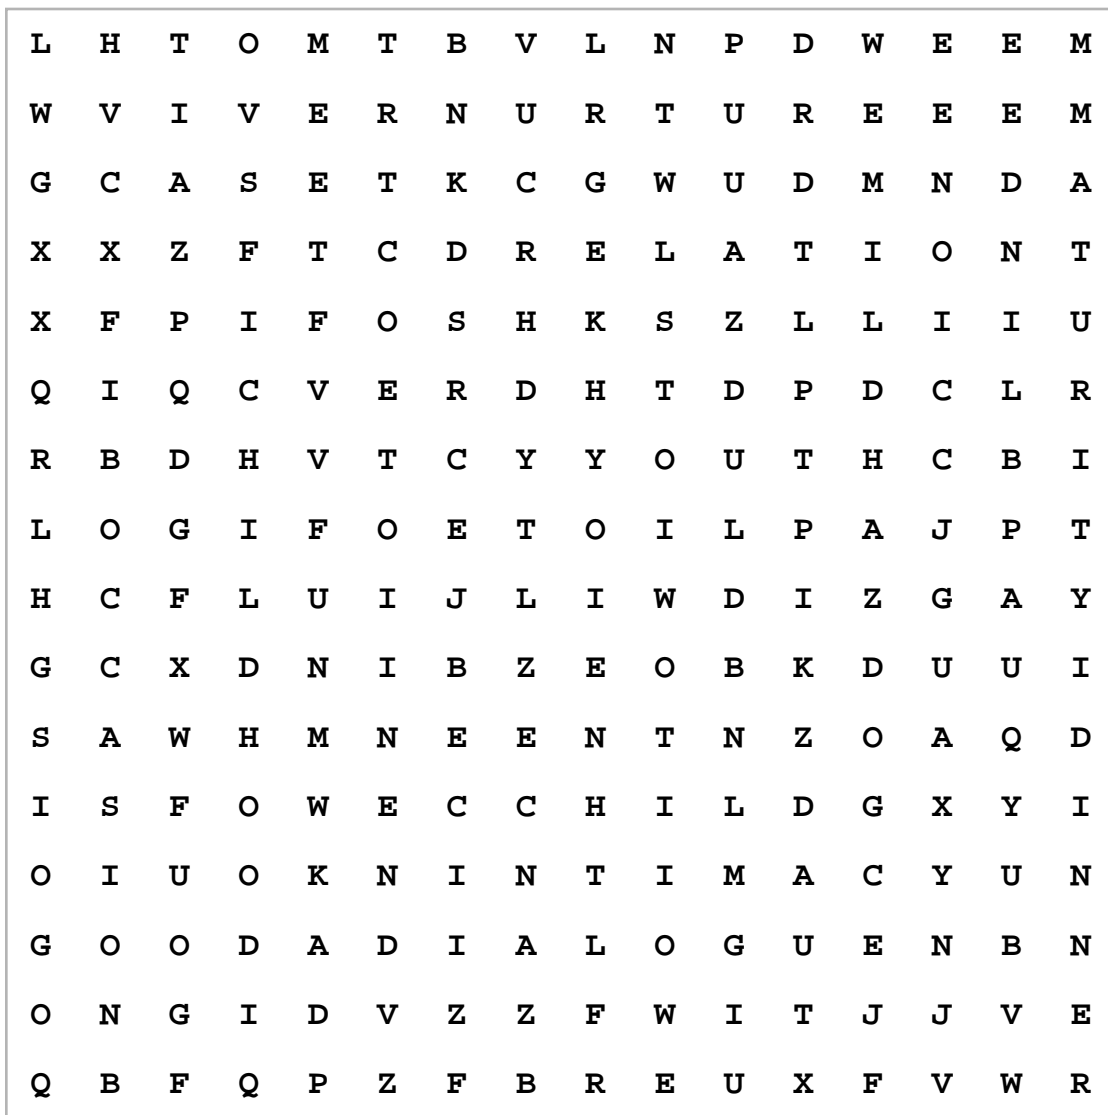 L H T O M T B V L N P D W E E M
W V I V E R N U R T U R E E E M
G C A S E T K C G W U D M N D A
X X Z F T C D R E L A T I O N T
X F P I F O S H K S Z L L I I U
Q I Q C V E R D H T D P D C L R
R B D H V T C Y Y O U T H C B I
L O G I F O E T O I L P A J P T
H C F L U I J L I W D I Z G A Y
G C X D N I B Z E O B K D U U I
S A W H M N E E N T N Z O A Q D
I S F O W E C C H I L D G X Y I
O I U O K N I N T I M A C Y U N
G O O D A D I A L O G U E N B N
O N G I D V Z Z F W I T J J V E
Q B F Q P Z F B R E U X F V W R